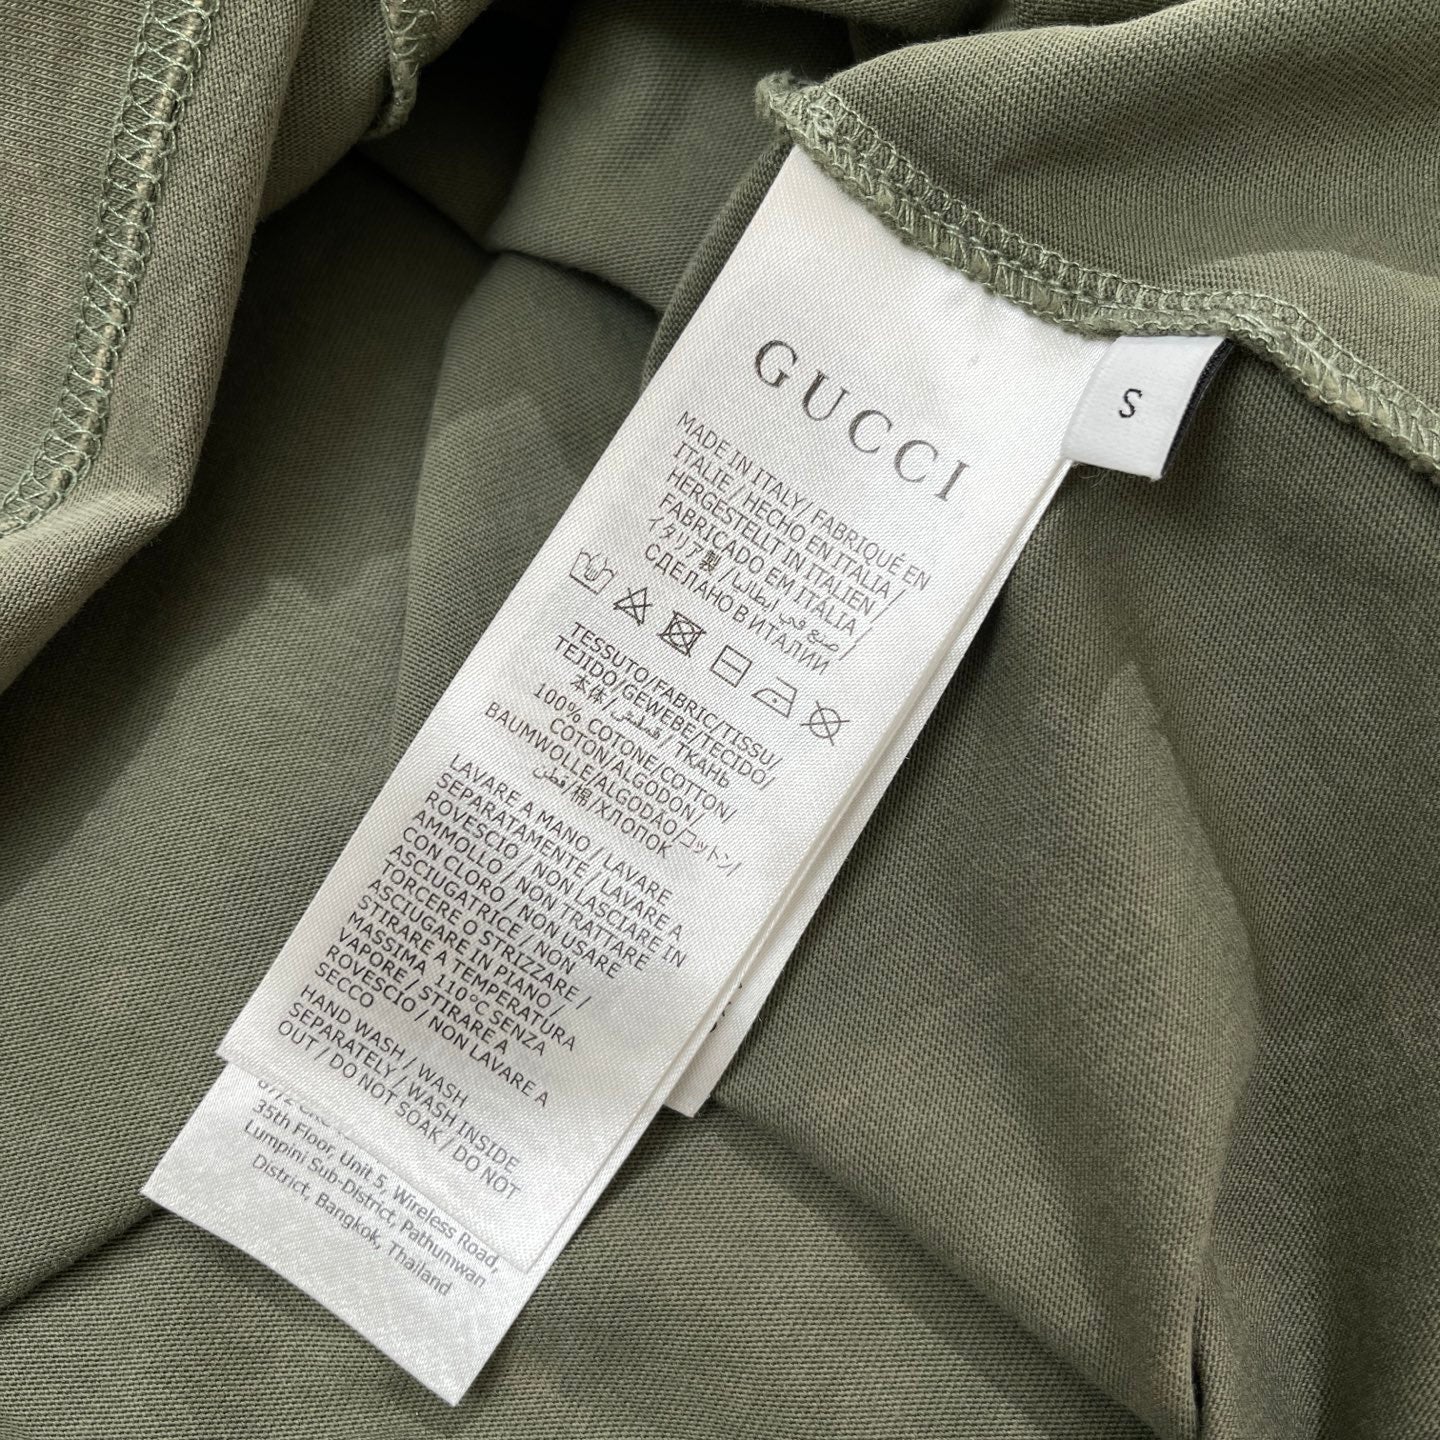 GUCCI
S
MADE IN ITALY/ FABRIQUÉ EN
ITALIE / HECHO EN ITALIA /
HERGESTELLT IN ITALIEN /
FABRICADO EM ITÁLIA /
イタリア製 / صنع في ايطاليا /
СДЕЛАНО В ИТАЛИИ
TESSUTO/FABRIC/TISSU/
TEJIDO/GEWEBE/TECIDO/
本体/قماش/ТКАНЬ
100% COTONE/COTTON/
COTON/ALGODON/
BAUMWOLLE/ALGODÃO/コットン/
قطن/棉/ХЛОПОК
LAVARE A MANO / LAVARE
SEPARATAMENTE / LAVARE A
ROVESCIO / NON LASCIARE IN
AMMOLLO / NON TRATTARE
CON CLORO / NON USARE
ASCIUGATRICE / NON
TORCERE O STRIZZARE /
ASCIUGARE IN PIANO /
STIRARE A TEMPERATURA
MASSIMA 110°C SENZA
VAPORE / STIRARE A
ROVESCIO / NON LAVARE A
SECCO
HAND WASH / WASH
SEPARATELY / WASH INSIDE
OUT / DO NOT SOAK / DO NOT
35th Floor, Unit 5, Wireless Road,
Lumpini Sub-District, Pathumwan
District, Bangkok, Thailand